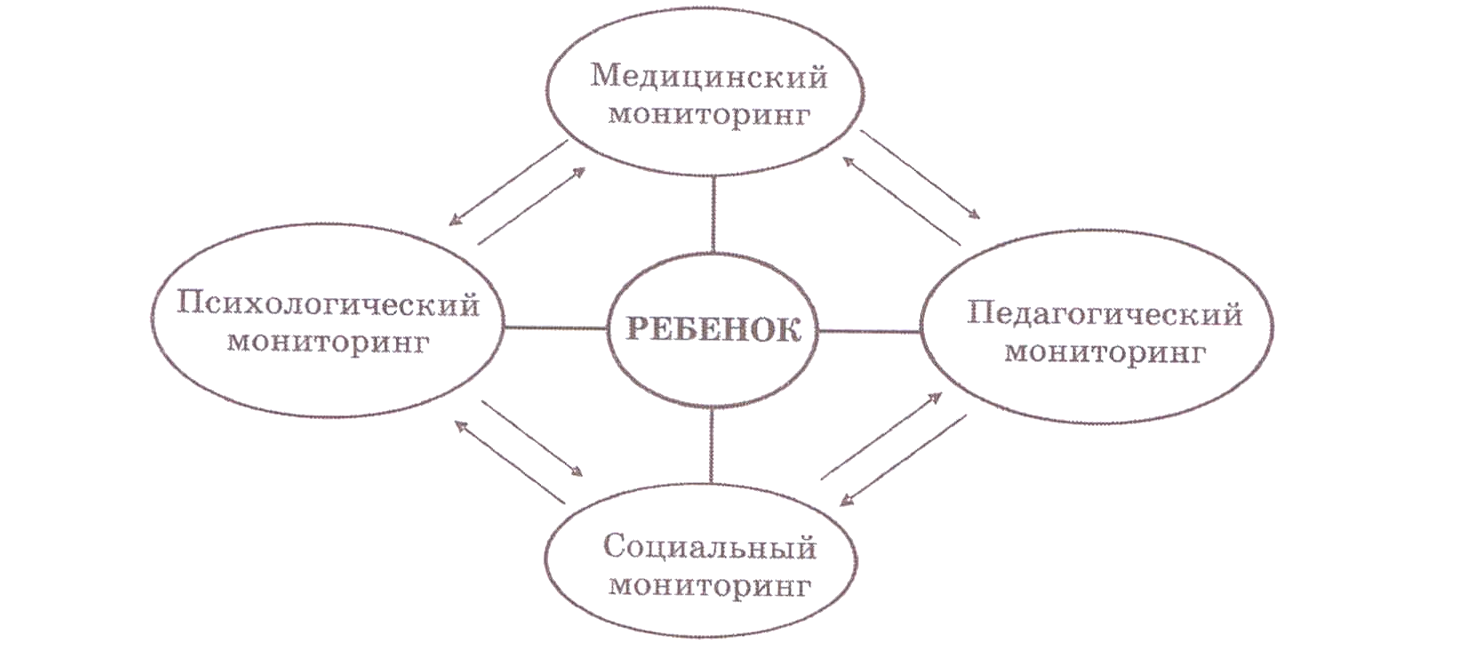 Медицинский
мониторинг
Психологический
мониторинг
РЕБЕНОК
Педагогический
мониторинг
Социальный
мониторинг